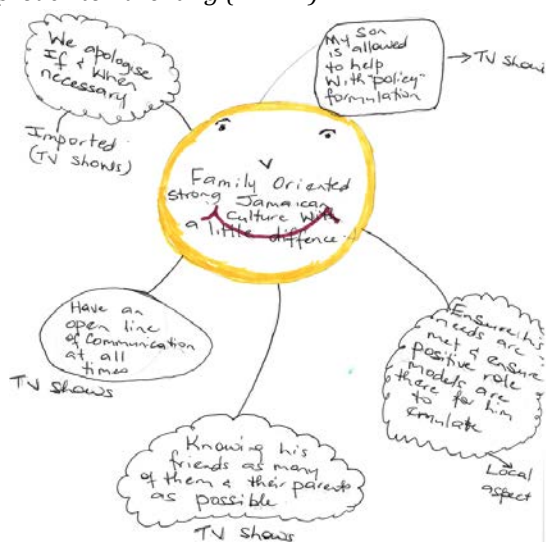 We apologise
If & When
necessary
Imported
(TV shows)
My Son
is allowed
to help
With "policy"
formulation
TV shows
Family Oriented
strong Jamaican
Culture With
a little diffence
Have an
open line
of Communication
at all
times
TV shows
Knowing his
friends as many
of them & their parents
as possible
TV shows
Ensure his
needs are
met & ensure
positive role
models are
there for him
to
emulate
Local
aspect